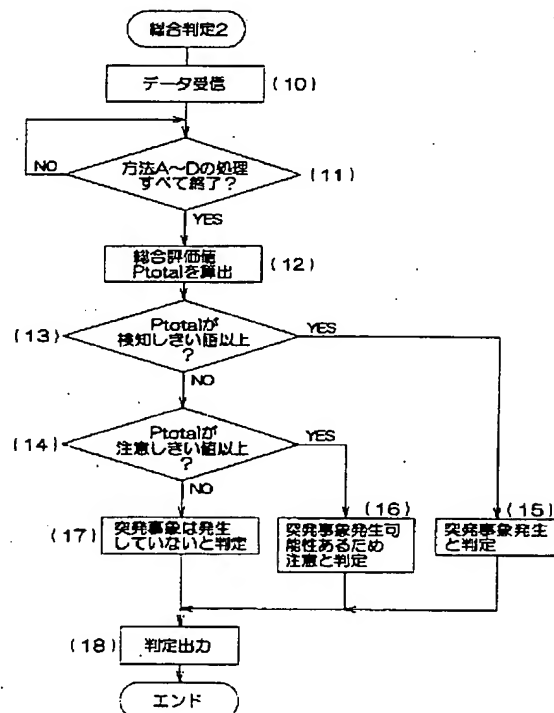 総合判定2
データ受信
(10)
NO
方法A〜Dの処理
すべて終了?
(11)
YES
総合評価値
Ptotalを算出
(12)
(13)
Ptotalが
検知しきい値以上
?
YES
NO
(14)
Ptotalが
注意しきい値以上
?
YES
NO
(17)
突発事象は発生
していないと判定
(16)
突発事象発生可
能性あるため
注意と判定
(15)
突発事象発生
と判定
(18)
判定出力
エンド